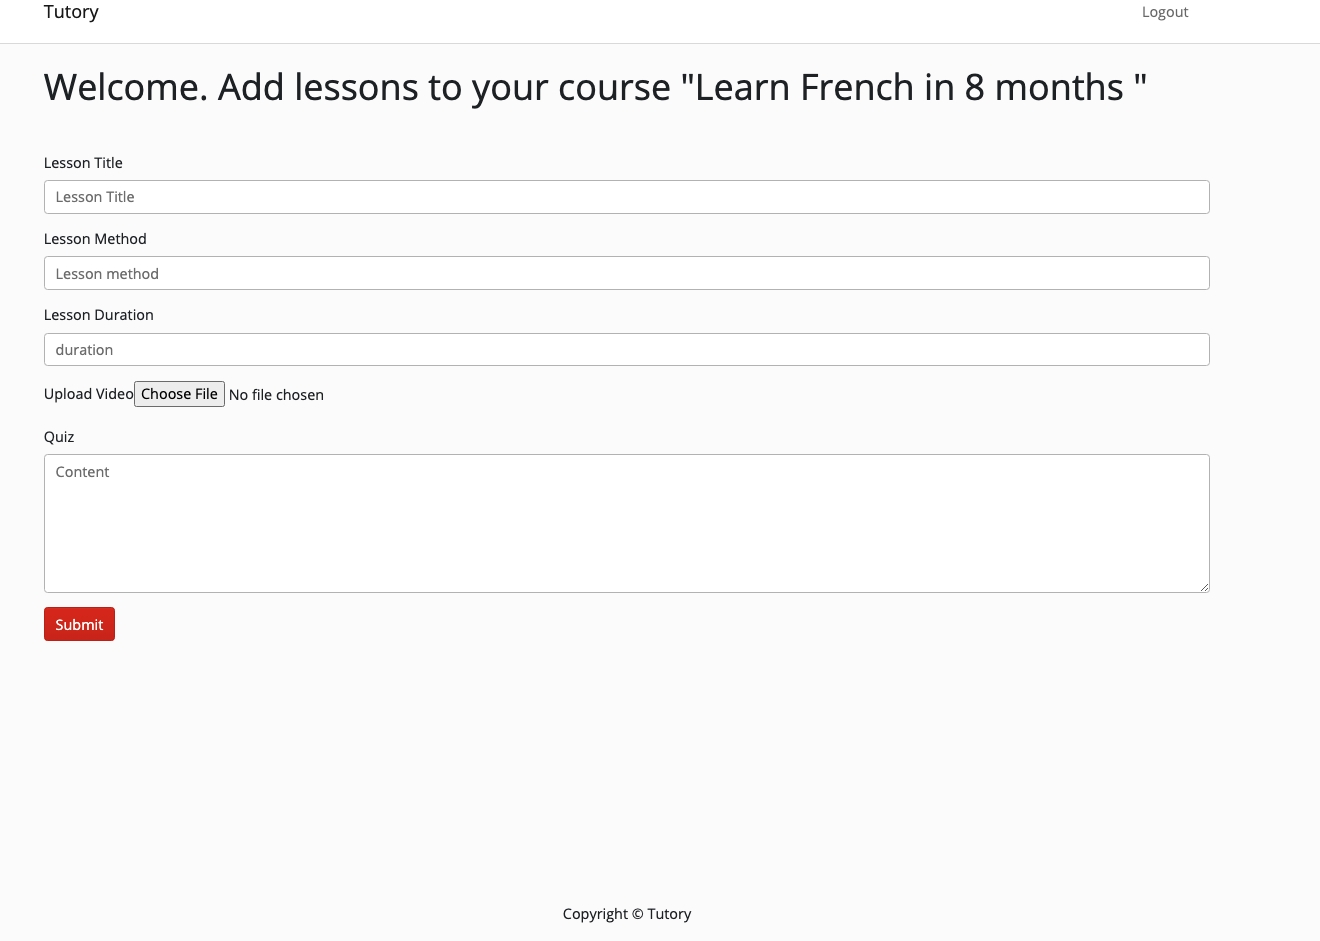 Tutory
Logout
Welcome. Add lessons to your course "Learn French in 8 months "
Lesson Title
Lesson Title
Lesson Method
Lesson method
Lesson Duration
duration
Upload Video Choose File No file chosen
Quiz
Content
Submit
Copyright © Tutory